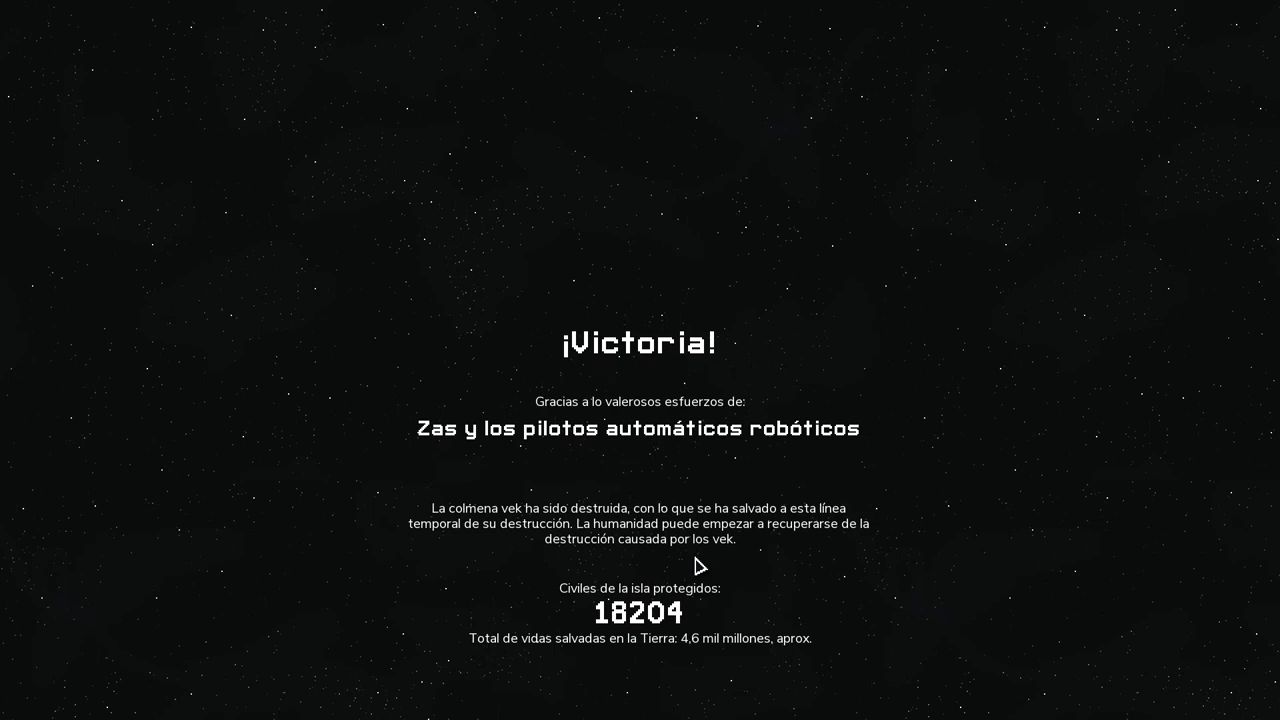 ¡Victoria!
Gracias a lo valerosos esfuerzos de:
Zas y los pilotos automáticos robóticos
La colmena vek ha sido destruida, con lo que se ha salvado a esta línea
temporal de su destrucción. La humanidad puede empezar a recuperarse de la
destrucción causada por los vek.
Civiles de la isla protegidos:
18204
Total de vidas salvadas en la Tierra: 4,6 mil millones, aprox.